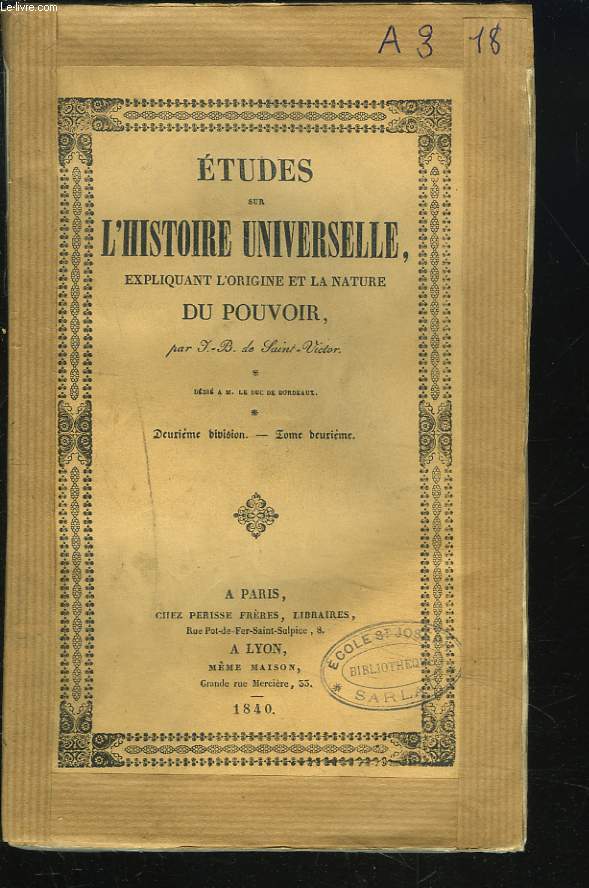 Le-livre.com
A 3 18
ÉTUDES
SUR
L'HISTOIRE UNIVERSELLE,
EXPLIQUANT L'ORIGINE ET LA NATURE
DU POUVOIR,
par J.-B. de Saint-Victor.
DÉDIÉ A M. LE DUC DE BORDEAUX.
Deuxième division. — Tome deuxième.
A PARIS,
CHEZ PERISSE FRÈRES, LIBRAIRES,
Rue Pot-de-Fer-Saint-Sulpice, 8.
A LYON,
MÊME MAISON,
Grande rue Mercière, 33.
1840.
ÉCOLE ST JOS
BIBLIOTHEQU
SARLA